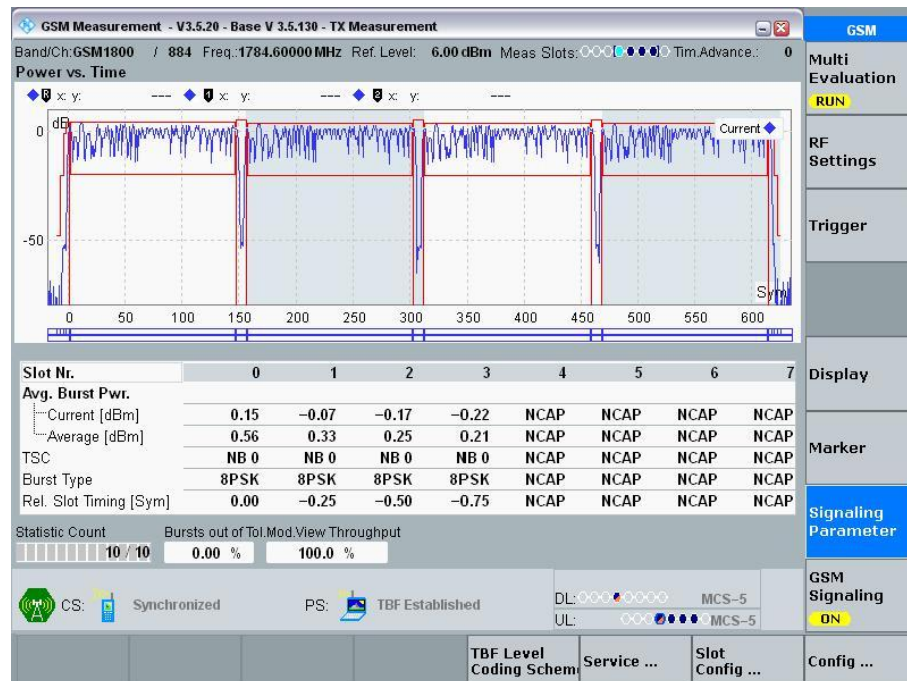 GSM Measurement - V3.5.20 - Base V 3.5.130 - TX Measurement
GSM
Band/Ch:GSM1800 / 884 Freq.:1784.60000 MHz Ref. Level: 6.00 dBm Meas Slots: Tim.Advance.: 0
Power vs. Time
Multi Evaluation
RUN
R x: y: --- 1 x: y: --- 2 x: y: ---
dB
Current
0
-50
Sym
0 50 100 150 200 250 300 350 400 450 500 550 600
RF Settings
Trigger
Slot Nr. 0 1 2 3 4 5 6 7
Avg. Burst Pwr.
Current [dBm] 0.15 −0.07 −0.17 −0.22 NCAP NCAP NCAP NCAP
Average [dBm] 0.56 0.33 0.25 0.21 NCAP NCAP NCAP NCAP
TSC NB 0 NB 0 NB 0 NB 0 NCAP NCAP NCAP NCAP
Burst Type 8PSK 8PSK 8PSK 8PSK NCAP NCAP NCAP NCAP
Rel. Slot Timing [Sym] 0.00 −0.25 −0.50 −0.75 NCAP NCAP NCAP NCAP
Display
Marker
Statistic Count Bursts out of Tol.Mod.View Throughput
10 / 10 0.00 % 100.0 %
Signaling Parameter
CS: Synchronized PS: TBF Established
DL: MCS−5
UL: MCS−5
GSM Signaling
ON
TBF Level
Coding Schem
Service ...
Slot
Config ...
Config ...